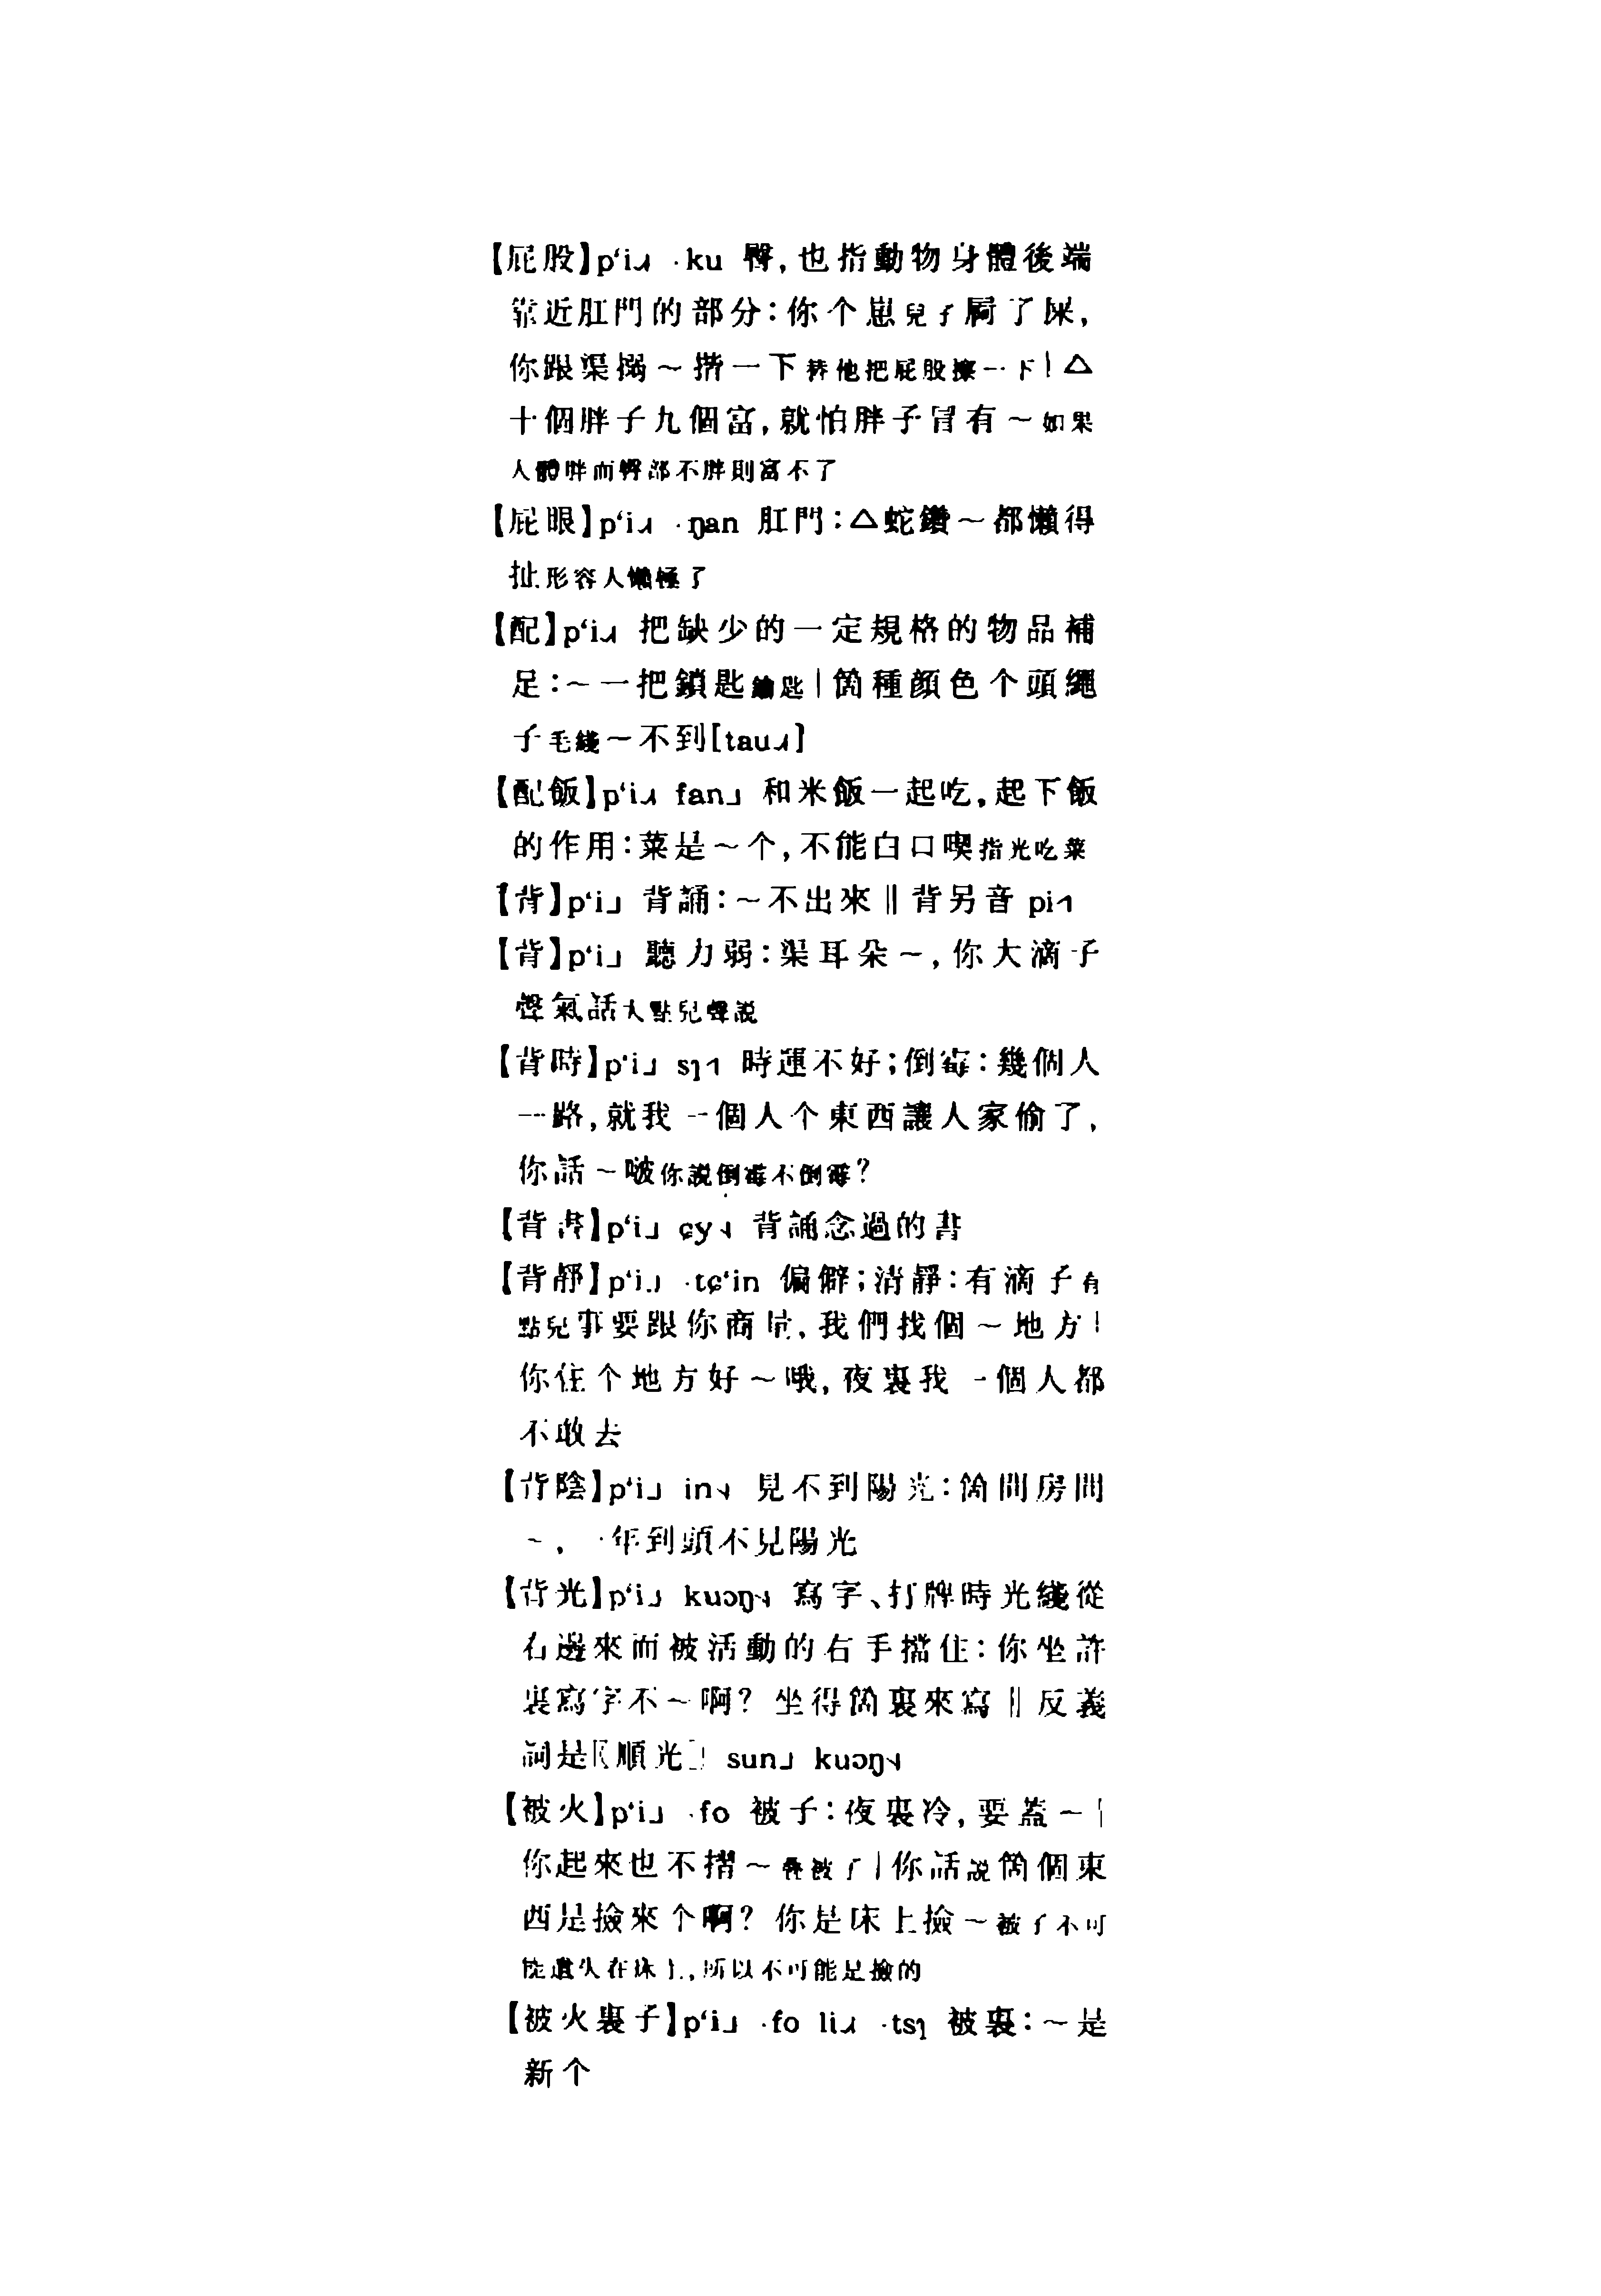 【屁股】pʻi˩˧ ·ku 臀，也指動物身體後端
靠近肛門的部分：你个崽兒子屙了屎，
你跟渠搊～揩一下替他把屁股擦一下｜△
十個胖子九個富，就怕胖子冒有～如果
人體胖而臀部不胖則富不了
【屁眼】pʻi˩˧ ·ŋan 肛門：△蛇鑽～都懶得
扯形容人懶極了
【配】pʻi˩˧ 把缺少的一定規格的物品補
足：～一把鎖匙鑰匙｜箇種顏色个頭繩
子毛綫～不到[tau˩˧]
【配飯】pʻi˩˧ fan˩ 和米飯一起吃，起下飯
的作用：菜是～个，不能白口喫指光吃菜
【背】pʻi˩ 背誦：～不出來‖背另音 pi˦˥
【背】pʻi˩ 聽力弱：渠耳朵～，你大滴子
聲氣話大點兒聲説
【背時】pʻi˩ sɿ˦˥ 時運不好；倒霉：幾個人
一路，就我一個人个東西讓人家偷了，
你話～啵你説倒霉不倒霉？
【背書】pʻi˩ ɕy˧˩ 背誦念過的書
【背靜】pʻi˩ ·tɕʻin 偏僻；清靜：有滴子有
點兒事要跟你商量，我們找個～地方｜
你住个地方好～哦，夜裏我一個人都
不敢去
【背陰】pʻi˩ in˧˩ 見不到陽光：箇間房間
～，一年到頭不見陽光
【背光】pʻi˩ kuɔŋ˧˩ 寫字、打牌時光綫從
右邊來而被活動的右手擋住：你坐許
裏寫字不～啊？坐得箇裏來寫‖反義
詞是〖順光〗 sun˩ kuɔŋ˧˩
【被火】pʻi˩ ·fo 被子：夜裏冷，要蓋～｜
你起來也不摺～疊被子｜你話説箇個東
西是撿來个啊？你是床上撿～被子不可
能遺失在床上，所以不可能是撿的
【被火裏子】pʻi˩ ·fo li˩˧ ·tsɿ 被裏：～是
新个